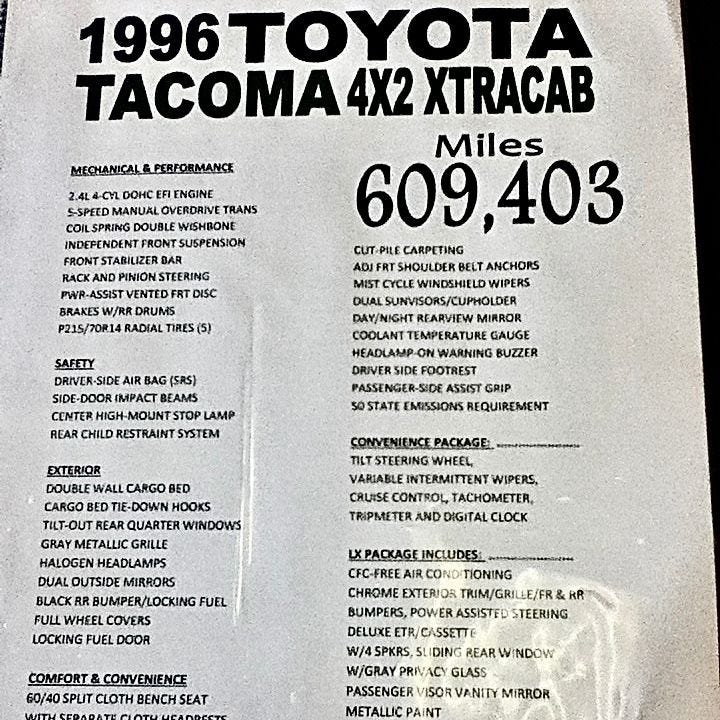 1996 TOYOTA
TACOMA 4X2 XTRACAB
MECHANICAL & PERFORMANCE
2.4L 4-CYL DOHC EFI ENGINE
5-SPEED MANUAL OVERDRIVE TRANS
COIL SPRING DOUBLE WISHBONE
INDEPENDENT FRONT SUSPENSION
FRONT STABILIZER BAR
RACK AND PINION STEERING
PWR-ASSIST VENTED FRT DISC
BRAKES W/RR DRUMS
P215/70R14 RADIAL TIRES (5)
SAFETY
DRIVER-SIDE AIR BAG (SRS)
SIDE-DOOR IMPACT BEAMS
CENTER HIGH-MOUNT STOP LAMP
REAR CHILD RESTRAINT SYSTEM
EXTERIOR
DOUBLE WALL CARGO BED
CARGO BED TIE-DOWN HOOKS
TILT-OUT REAR QUARTER WINDOWS
GRAY METALLIC GRILLE
HALOGEN HEADLAMPS
DUAL OUTSIDE MIRRORS
BLACK RR BUMPER/LOCKING FUEL
FULL WHEEL COVERS
LOCKING FUEL DOOR
COMFORT & CONVENIENCE
60/40 SPLIT CLOTH BENCH SEAT
WITH SEPARATE CLOTH HEADRESTS
Miles
609,403
CUT-PILE CARPETING
ADJ FRT SHOULDER BELT ANCHORS
MIST CYCLE WINDSHIELD WIPERS
DUAL SUNVISORS/CUPHOLDER
DAY/NIGHT REARVIEW MIRROR
COOLANT TEMPERATURE GAUGE
HEADLAMP-ON WARNING BUZZER
DRIVER SIDE FOOTREST
PASSENGER-SIDE ASSIST GRIP
50 STATE EMISSIONS REQUIREMENT
CONVENIENCE PACKAGE:
TILT STEERING WHEEL,
VARIABLE INTERMITTENT WIPERS,
CRUISE CONTROL, TACHOMETER,
TRIPMETER AND DIGITAL CLOCK
LX PACKAGE INCLUDES:
CFC-FREE AIR CONDITIONING
CHROME EXTERIOR TRIM/GRILLE/FR & RR
BUMPERS, POWER ASSISTED STEERING
DELUXE ETR/CASSETTE
W/4 SPKRS, SLIDING REAR WINDOW
W/GRAY PRIVACY GLASS
PASSENGER VISOR VANITY MIRROR
METALLIC PAINT